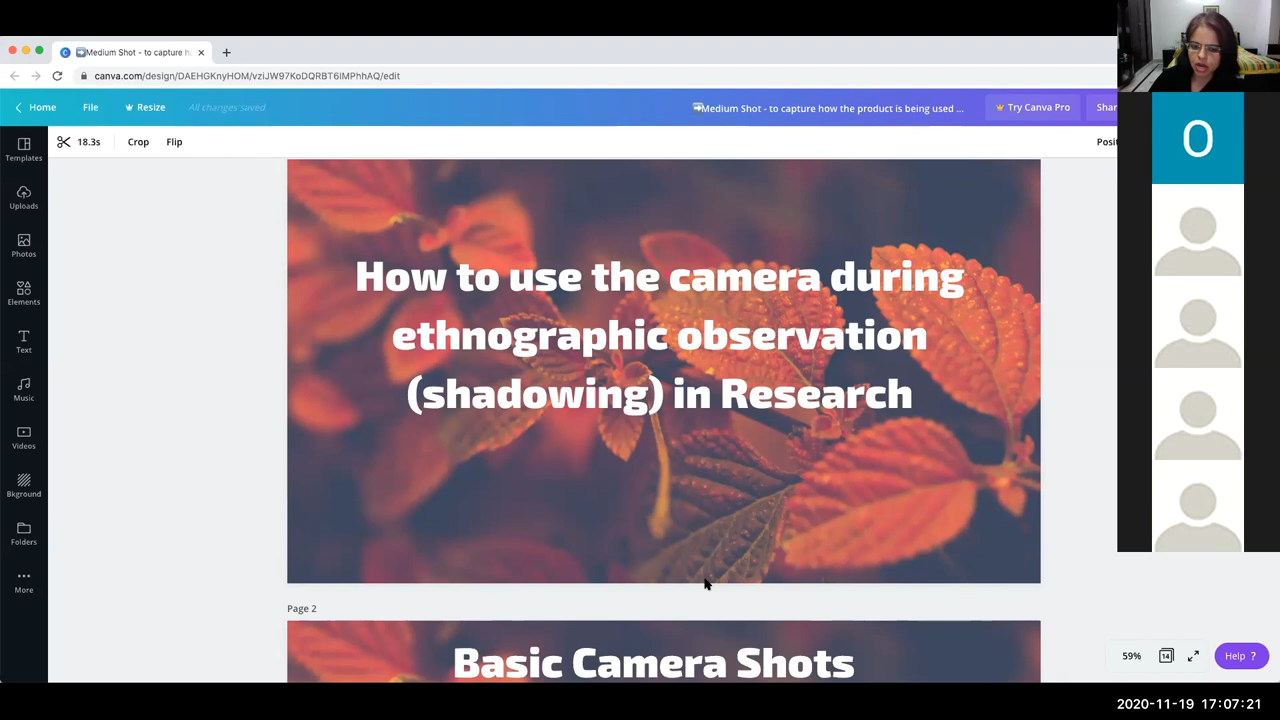 Medium Shot - to capture h
canva.com/design/DAEHGKnyHOM/vziJW97KoDQRBT6IMPhhAQ/edit
Home
File
Resize
All changes saved
Medium Shot - to capture how the product is being used ...
Try Canva Pro
Shar
18.3s
Crop
Flip
Posit
Templates
Uploads
Photos
Elements
Text
Music
Videos
Bkground
Folders
More
How to use the camera during
ethnographic observation
(shadowing) in Research
Page 2
Basic Camera Shots
O
59%
14
Help ?
2020-11-19 17:07:21